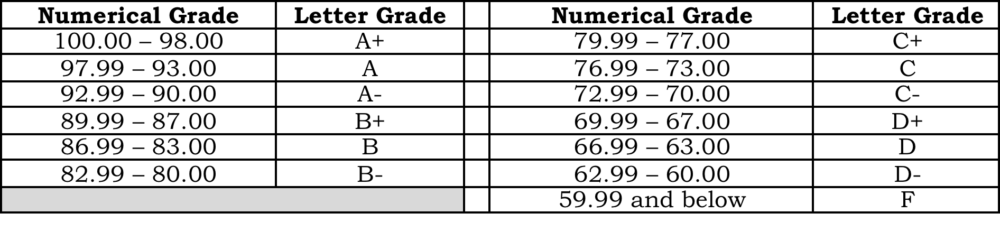 Numerical Grade Letter Grade Numerical Grade Letter Grade
100.00 – 98.00 A+ 79.99 – 77.00 C+
97.99 – 93.00 A 76.99 – 73.00 C
92.99 – 90.00 A- 72.99 – 70.00 C-
89.99 – 87.00 B+ 69.99 – 67.00 D+
86.99 – 83.00 B 66.99 – 63.00 D
82.99 – 80.00 B- 62.99 – 60.00 D-
59.99 and below F